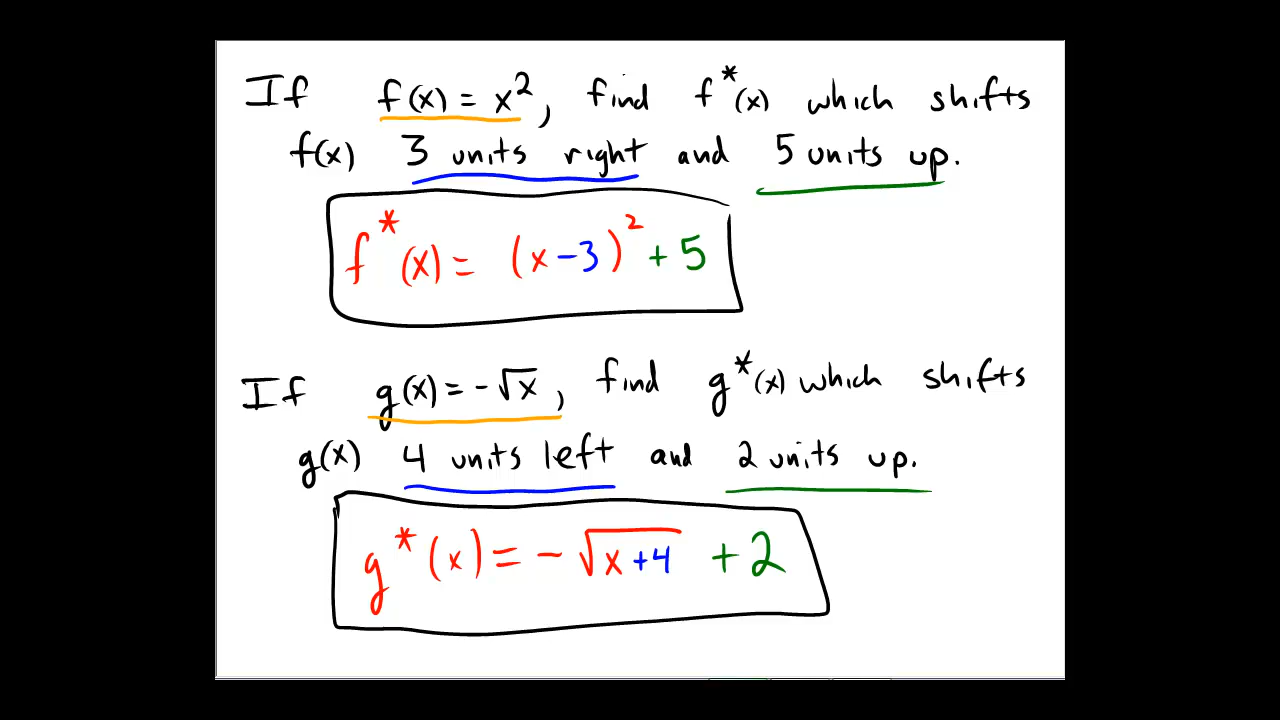 If f(x) = x², find f*(x) which shifts
f(x) 3 units right and 5 units up.
f*(x) = (x-3)² + 5
If g(x) = -√x, find g*(x) which shifts
g(x) 4 units left and 2 units up.
g*(x) = -√(x+4) + 2